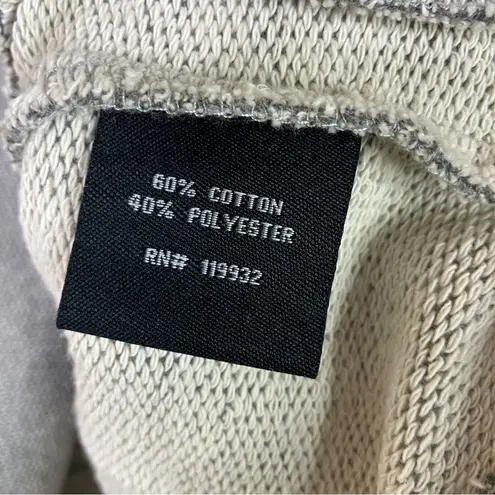 60% COTTON
40% POLYESTER
RN# 119932